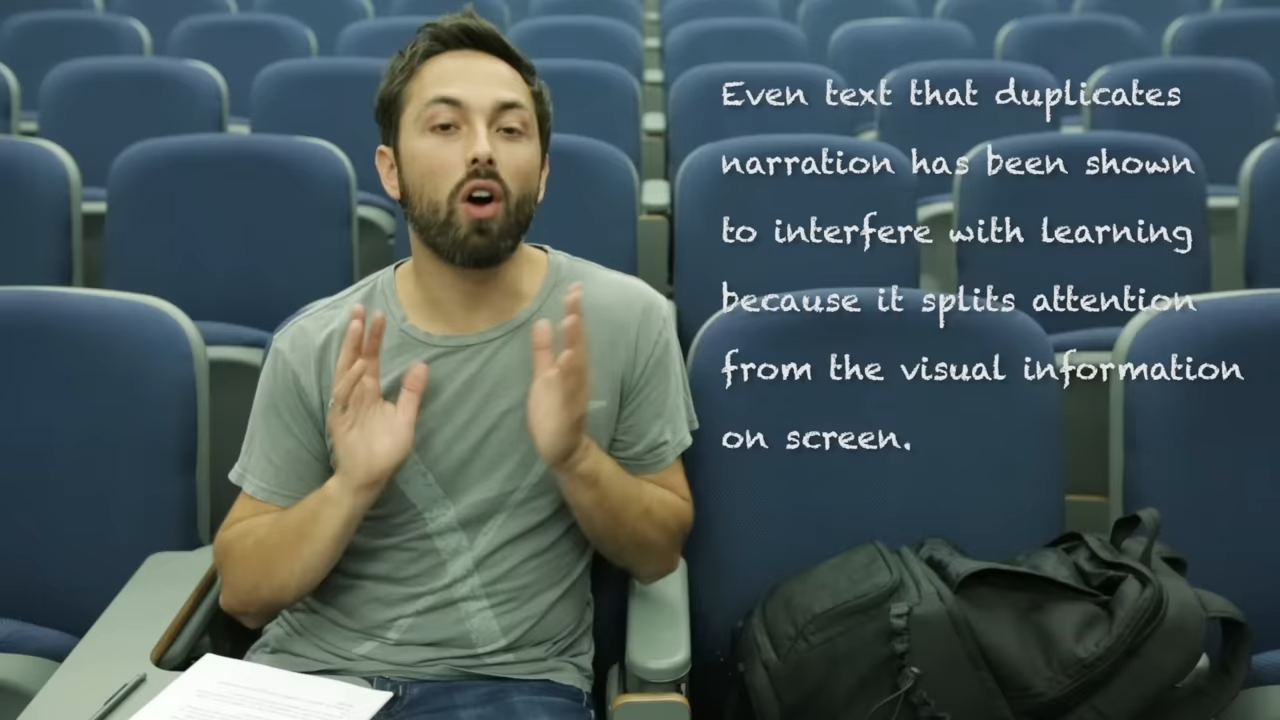 Even text that duplicates
narration has been shown
to interfere with learning
because it splits attention
from the visual information
on screen.